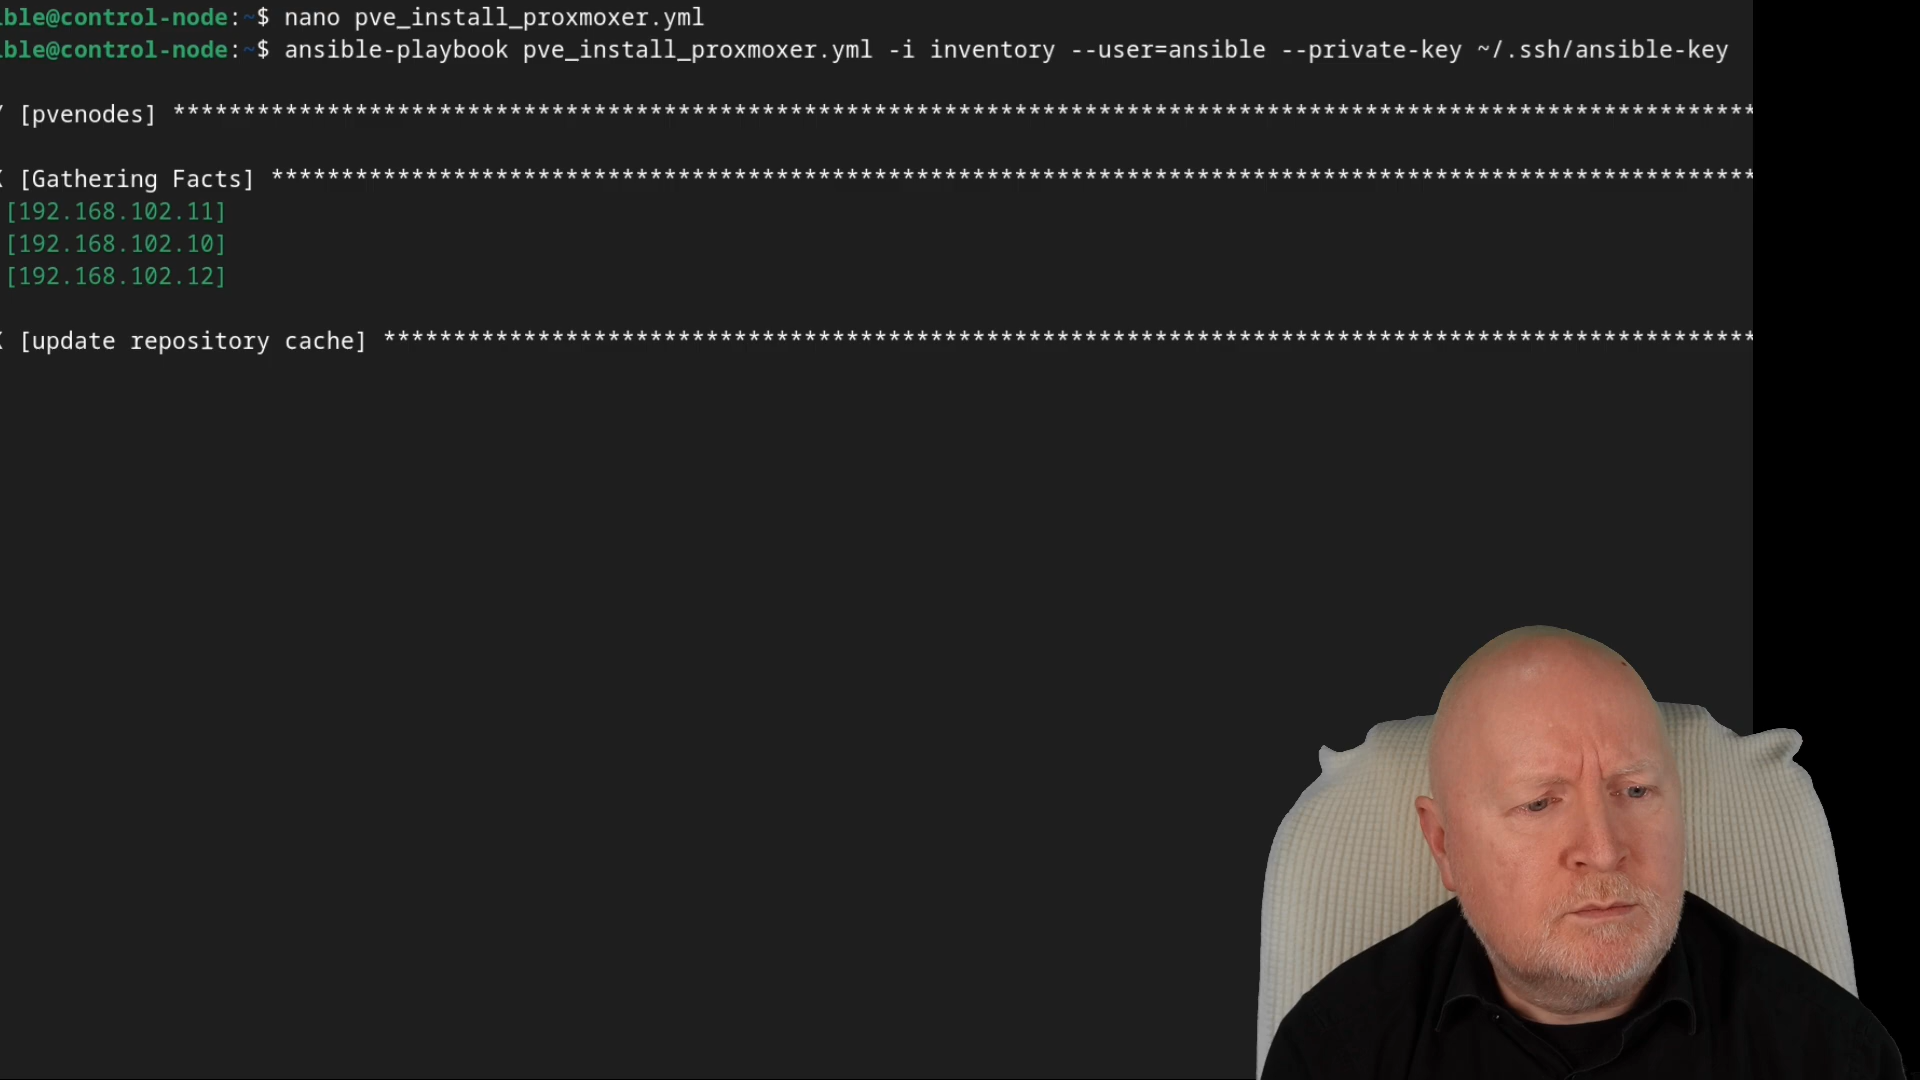 ble@control-node:~$ nano pve_install_proxmoxer.yml
ble@control-node:~$ ansible-playbook pve_install_proxmoxer.yml -i inventory --user=ansible --private-key ~/.ssh/ansible-key
[pvenodes] *****************************************************************************************************************
[Gathering Facts] **********************************************************************************************************
[192.168.102.11]
[192.168.102.10]
[192.168.102.12]
[update repository cache] **************************************************************************************************